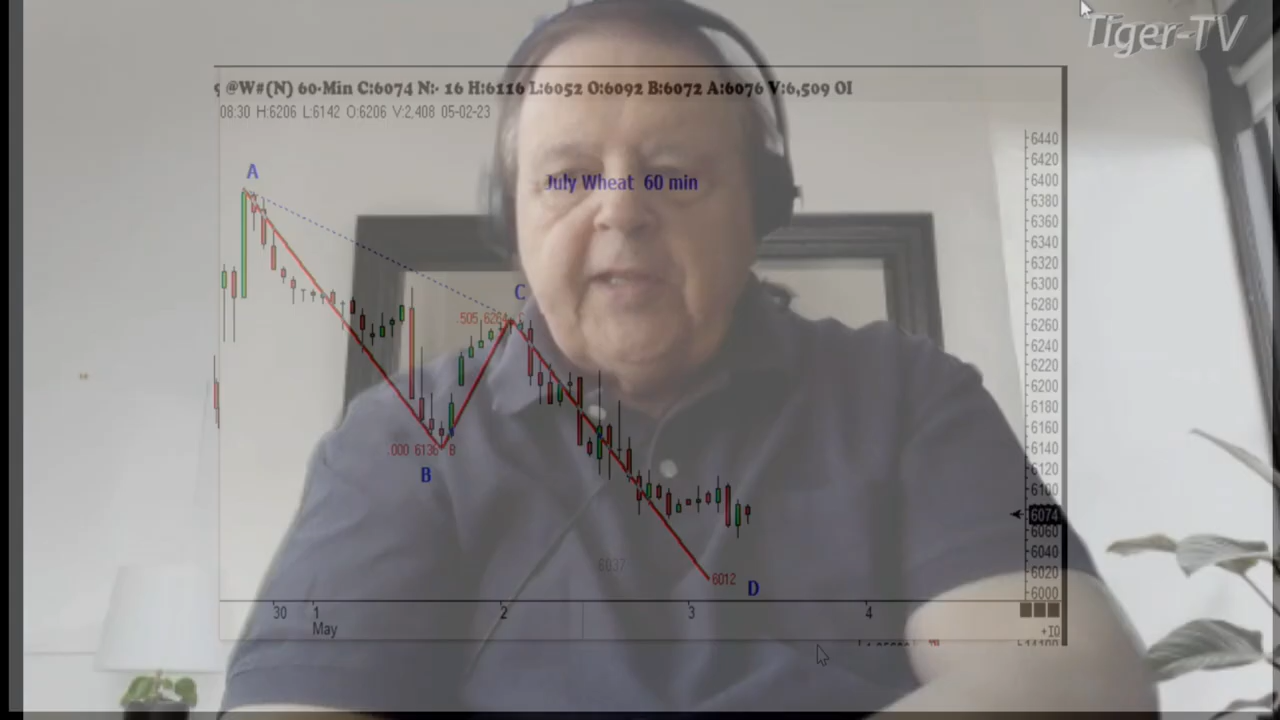 Tiger-TV
@W#(N) 60-Min C:6074 N:- 16 H:6116 L:6052 O:6092 B:6072 A:6076 V:6,509 OI
08:30 H:6206 L:6142 O:6206 V:2,408 05-02-23
July Wheat 60 min
A
C
.505 6264 C
.000 6136 B
B
6037
6012
D
6440
6420
6400
6380
6360
6340
6320
6300
6280
6260
6240
6220
6200
6180
6160
6140
6120
6100
6074
6060
6040
6020
6000
30 1 2 3 4
May
+10